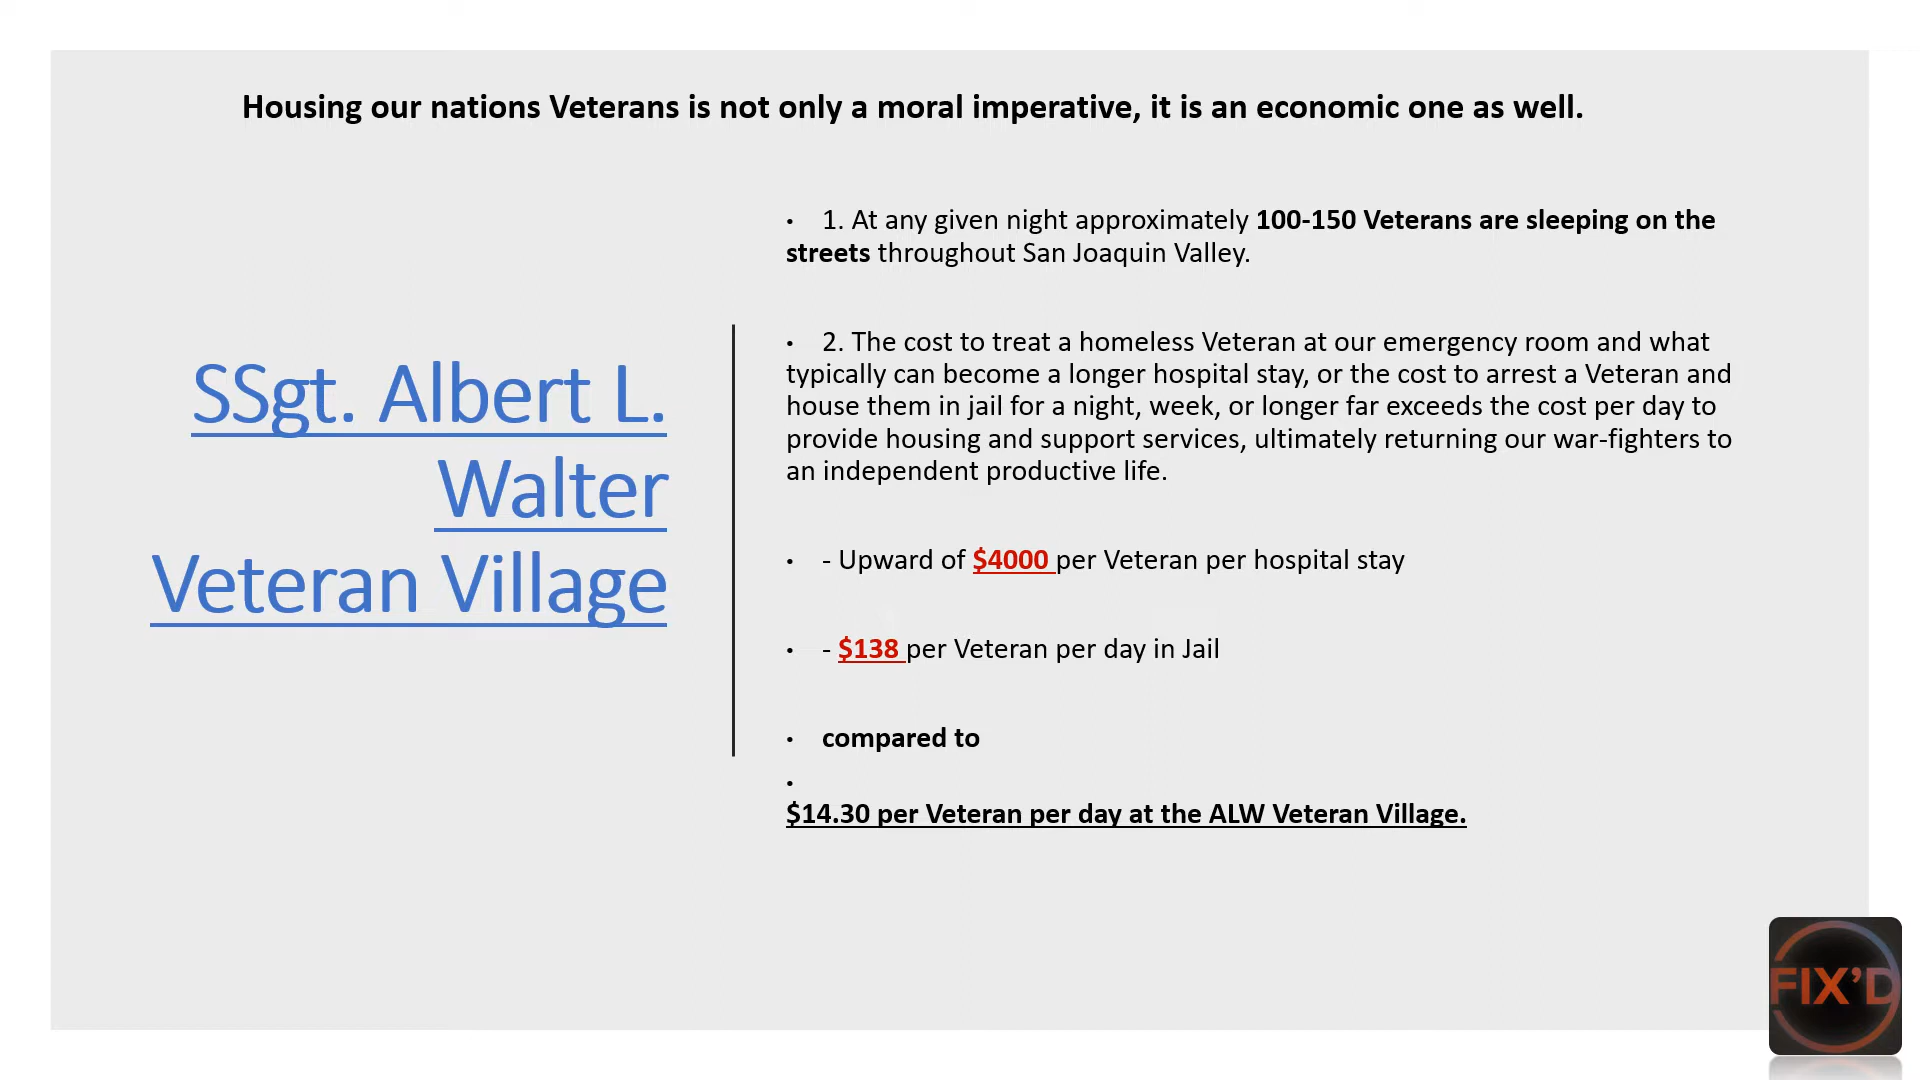 Housing our nations Veterans is not only a moral imperative, it is an economic one as well.
SSgt. Albert L.
Walter
Veteran Village
• 1. At any given night approximately 100-150 Veterans are sleeping on the
streets throughout San Joaquin Valley.
• 2. The cost to treat a homeless Veteran at our emergency room and what
typically can become a longer hospital stay, or the cost to arrest a Veteran and
house them in jail for a night, week, or longer far exceeds the cost per day to
provide housing and support services, ultimately returning our war-fighters to
an independent productive life.
• - Upward of $4000 per Veteran per hospital stay
• - $138 per Veteran per day in Jail
• compared to
•
$14.30 per Veteran per day at the ALW Veteran Village.
FIX'D